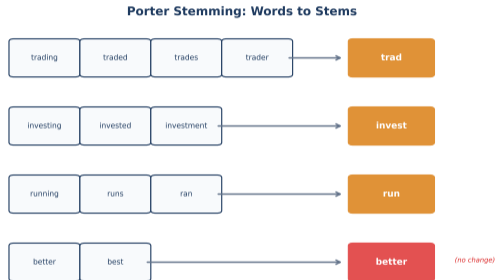 Porter Stemming: Words to Stems
trading traded trades trader trad
investing invested investment invest
running runs ran run
better best better (no change)